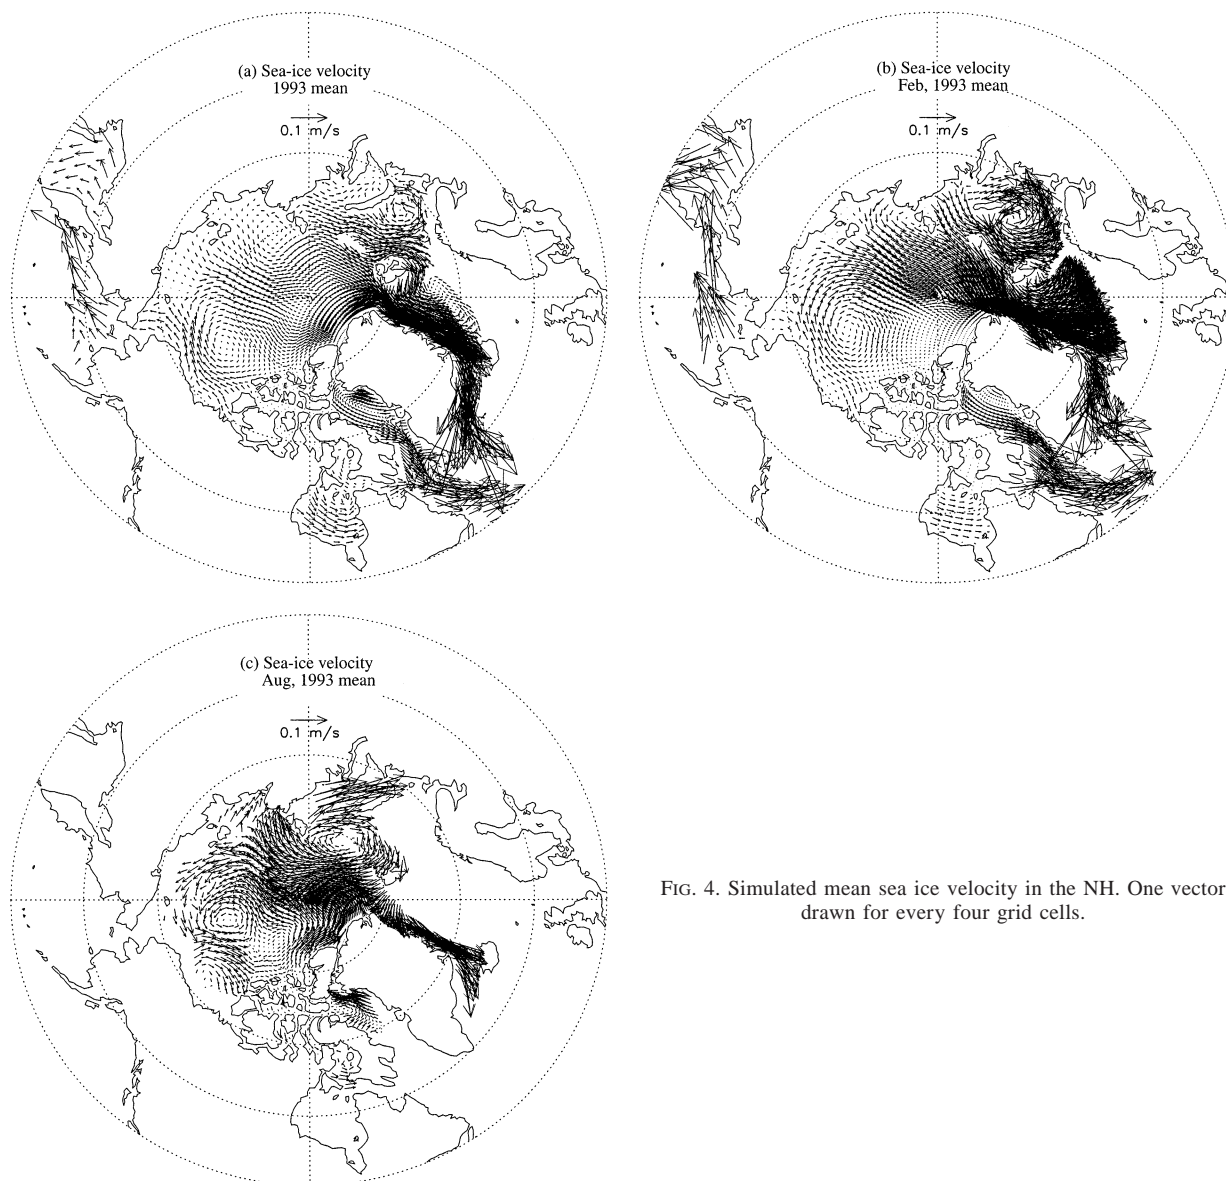 (a) Sea-ice velocity
1993 mean
0.1 m/s
(b) Sea-ice velocity
Feb, 1993 mean
0.1 m/s
(c) Sea-ice velocity
Aug, 1993 mean
0.1 m/s
FIG. 4. Simulated mean sea ice velocity in the NH. One vector
drawn for every four grid cells.